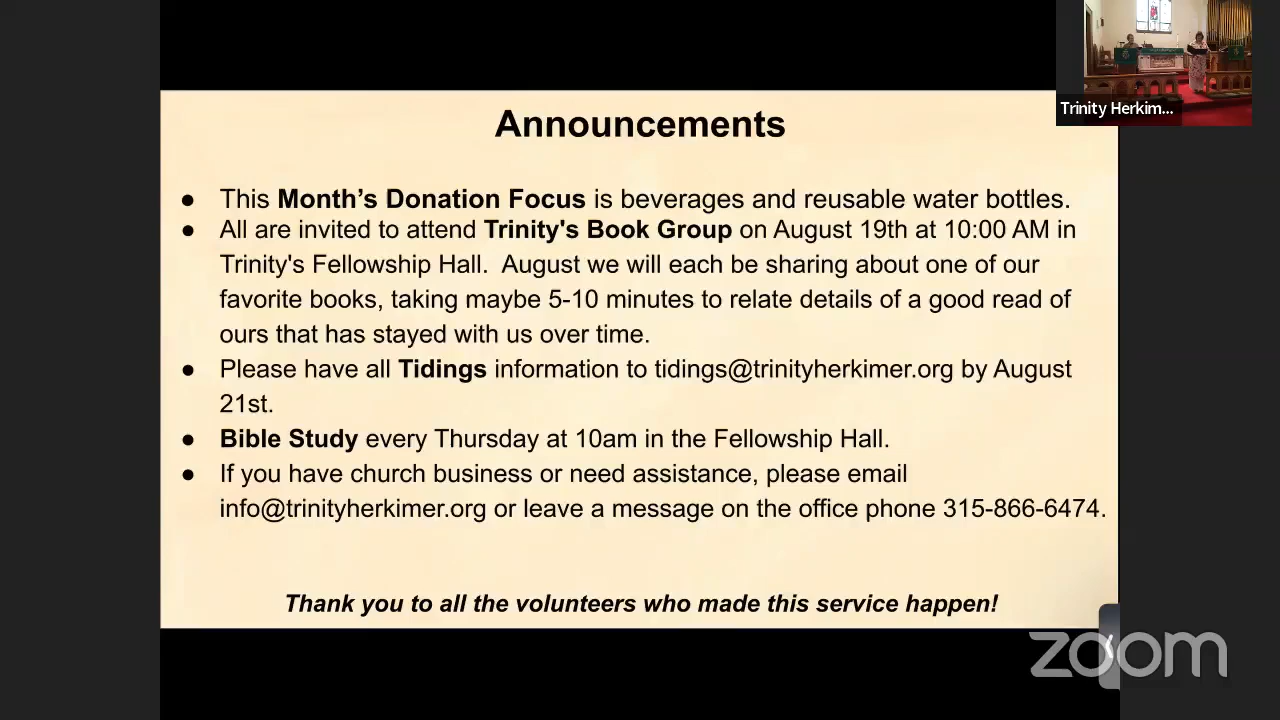 Trinity Herkim...
Announcements
● This Month's Donation Focus is beverages and reusable water bottles.
● All are invited to attend Trinity's Book Group on August 19th at 10:00 AM in
Trinity's Fellowship Hall.  August we will each be sharing about one of our
favorite books, taking maybe 5-10 minutes to relate details of a good read of
ours that has stayed with us over time.
● Please have all Tidings information to tidings@trinityherkimer.org by August
21st.
● Bible Study every Thursday at 10am in the Fellowship Hall.
● If you have church business or need assistance, please email
info@trinityherkimer.org or leave a message on the office phone 315-866-6474.
Thank you to all the volunteers who made this service happen!
zoom